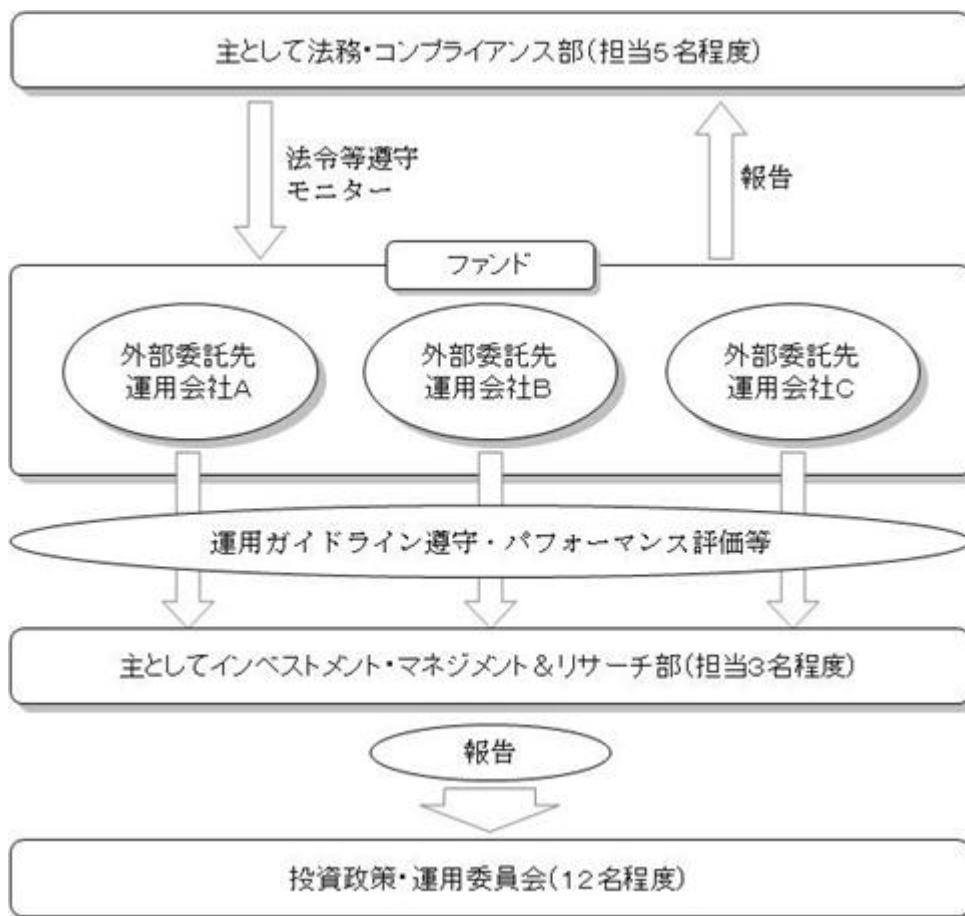 主として法務・コンプライアンス部(担当5名程度)
法令等遵守
モニター
報告
ファンド
外部委託先
運用会社A
外部委託先
運用会社B
外部委託先
運用会社C
運用ガイドライン遵守・パフォーマンス評価等
主としてインベストメント・マネジメント＆リサーチ部(担当3名程度)
報告
投資政策・運用委員会(12名程度)